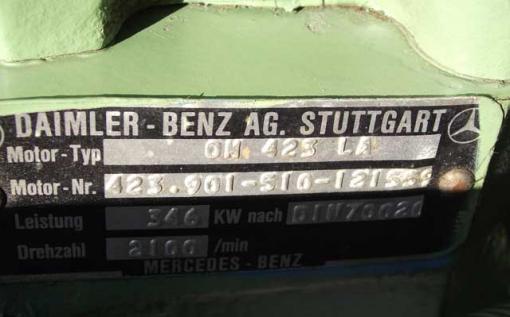 DAIMLER-BENZ AG. STUTTGART
Motor-Typ OM 423 LA
Motor-Nr.
Leistung 346 KW nach DIN70020
Drehzahl 2100 /min
MERCEDES-BENZ